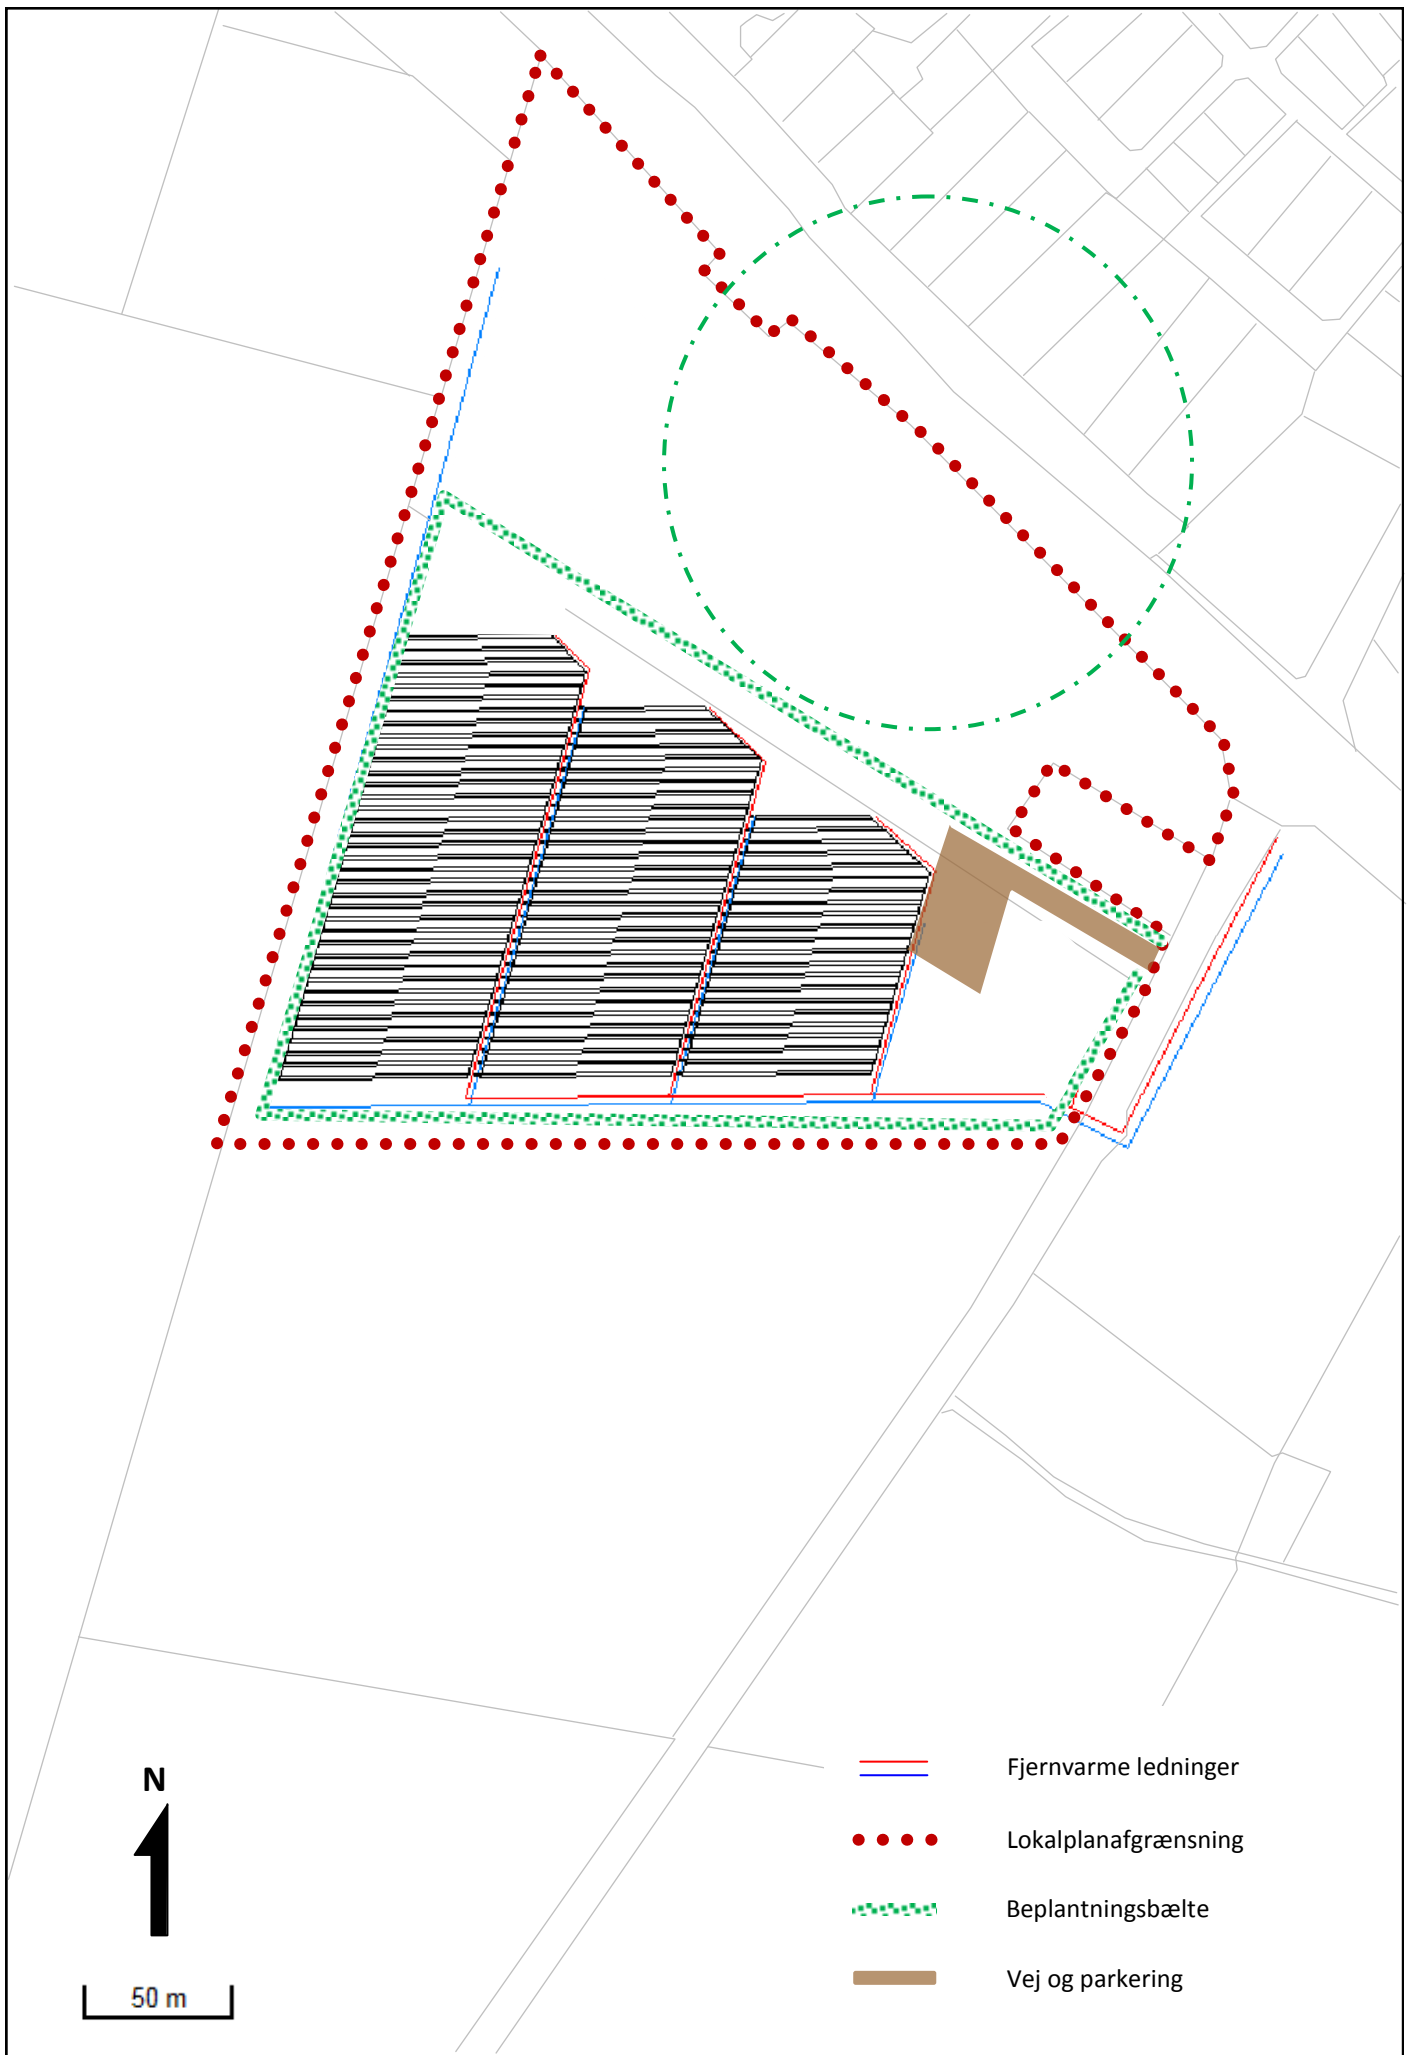 N
50 m
Fjernvarme ledninger
Lokalplanafgrænsning
Beplantningsbælte
Vej og parkering